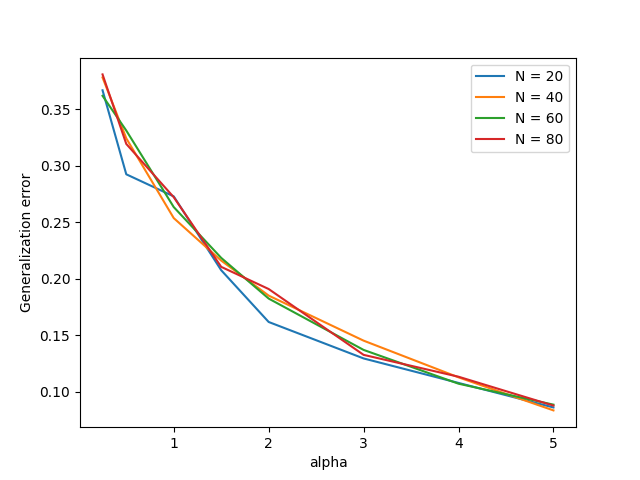 N = 20
N = 40
N = 60
N = 80
0.35
0.30
0.25
0.20
0.15
0.10
Generalization error
1 2 3 4 5
alpha